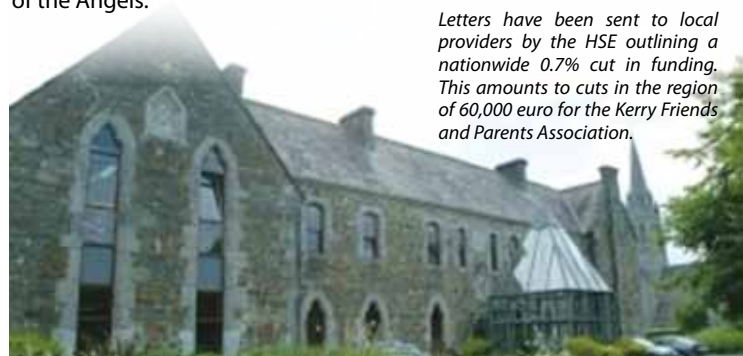 of the Angels.
Letters have been sent to local
providers by the HSE outlining a
nationwide 0.7% cut in funding.
This amounts to cuts in the region
of 60,000 euro for the Kerry Friends
and Parents Association.